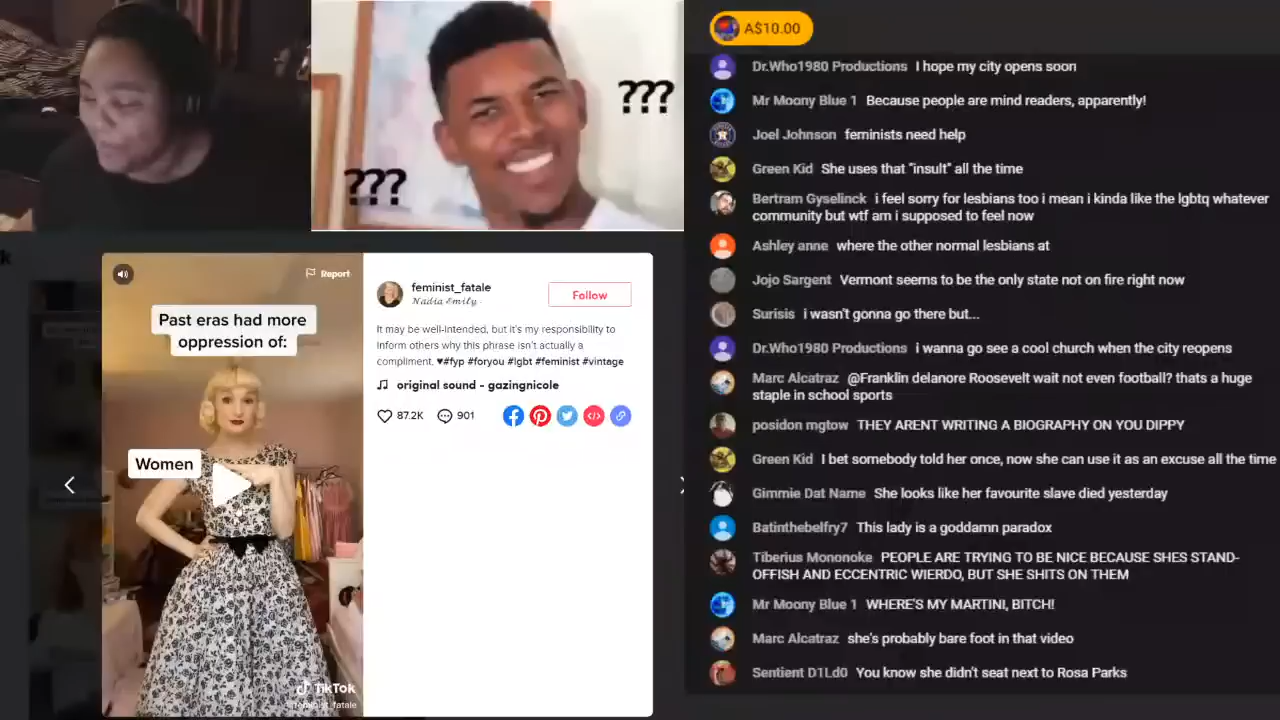 ???
???
k
Report
Past eras had more
oppression of:
Women
TikTok
feminist_fatale
Nadia Emily
Follow
It may be well-intended, but it's my responsibility to
inform others why this phrase isn't actually a
compliment. ♥#fyp #foryou #lgbt #feminist #vintage
original sound - gazingnicole
87.2K
901
A$10.00
Dr.Who1980 Productions I hope my city opens soon
Mr Moony Blue 1 Because people are mind readers, apparently!
Joel Johnson feminists need help
Green Kid She uses that "insult" all the time
Bertram Gyselinck i feel sorry for lesbians too i mean i kinda like the lgbtq whatever
community but wtf am i supposed to feel now
Ashley anne where the other normal lesbians at
Jojo Sargent Vermont seems to be the only state not on fire right now
Surisis i wasn't gonna go there but...
Dr.Who1980 Productions i wanna go see a cool church when the city reopens
Marc Alcatraz @Franklin delanore Roosevelt wait not even football? thats a huge
staple in school sports
posidon mgtow THEY ARENT WRITING A BIOGRAPHY ON YOU DIPPY
Green Kid I bet somebody told her once, now she can use it as an excuse all the time
Gimmie Dat Name She looks like her favourite slave died yesterday
Batinthebelfry7 This lady is a goddamn paradox
Tiberius Mononoke PEOPLE ARE TRYING TO BE NICE BECAUSE SHES STAND-
OFFISH AND ECCENTRIC WIERDO, BUT SHE SHITS ON THEM
Mr Moony Blue 1 WHERE'S MY MARTINI, BITCH!
Marc Alcatraz she's probably bare foot in that video
Sentient D1Ld0 You know she didn't seat next to Rosa Parks